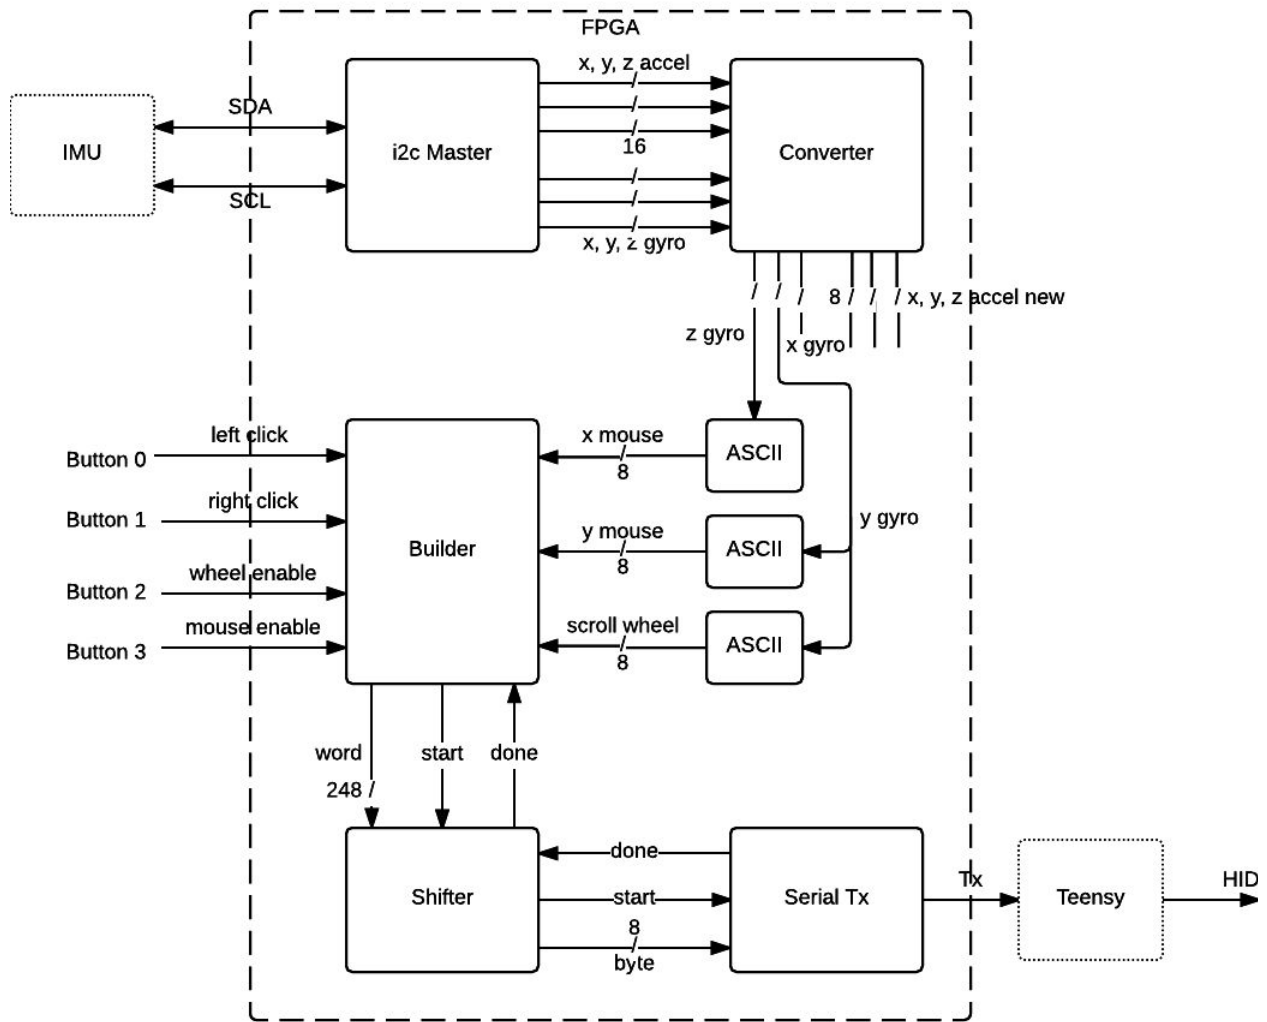 FPGA
x, y, z accel
SDA
IMU
i2c Master
16
Converter
SCL
x, y, z gyro
8
x, y, z accel new
z gyro
x gyro
left click
x mouse
Button 0
ASCII
8
right click
Button 1
y gyro
y mouse
Builder
ASCII
8
wheel enable
Button 2
mouse enable
scroll wheel
Button 3
ASCII
8
word
start
done
248
done
Shifter
start
Serial Tx
Tx
Teensy
HID
8
byte